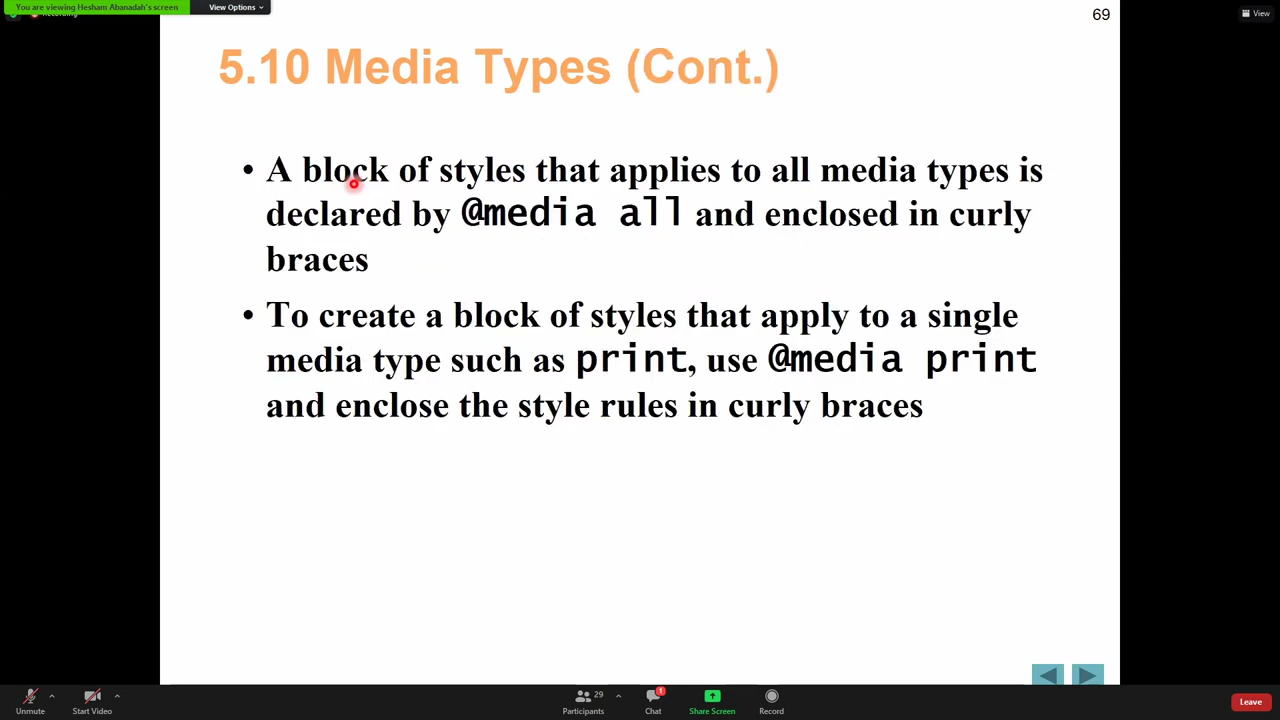 You are viewing Hesham Abanadah's screen
View Options
View
69
5.10 Media Types (Cont.)
• A block of styles that applies to all media types is
declared by @media all and enclosed in curly
braces
• To create a block of styles that apply to a single
media type such as print, use @media print
and enclose the style rules in curly braces
Unmute
Start Video
29
Participants
1
Chat
Share Screen
Record
Leave